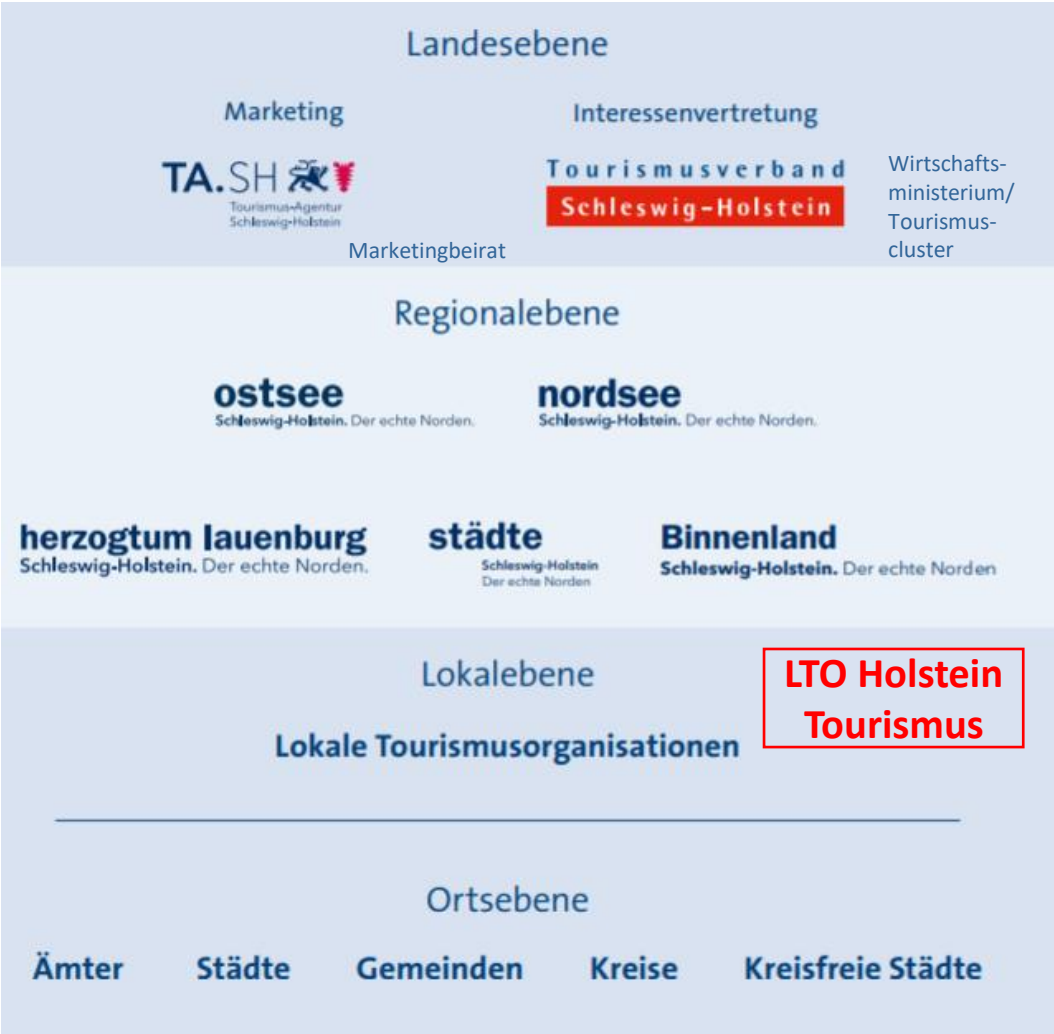 Landesebene
Marketing
Interessenvertretung
TA.SH
Tourismus-Agentur
Schleswig-Holstein
Tourismusverband
Schleswig-Holstein
Wirtschafts-
ministerium/
Tourismus-
cluster
Marketingbeirat
Regionalebene
ostsee
Schleswig-Holstein. Der echte Norden.
nordsee
Schleswig-Holstein. Der echte Norden.
herzogtum lauenburg
Schleswig-Holstein. Der echte Norden.
städte
Schleswig-Holstein
Der echte Norden
Binnenland
Schleswig-Holstein. Der echte Norden
Lokalebene
LTO Holstein
Tourismus
Lokale Tourismusorganisationen
Ortsebene
Ämter Städte Gemeinden Kreise Kreisfreie Städte